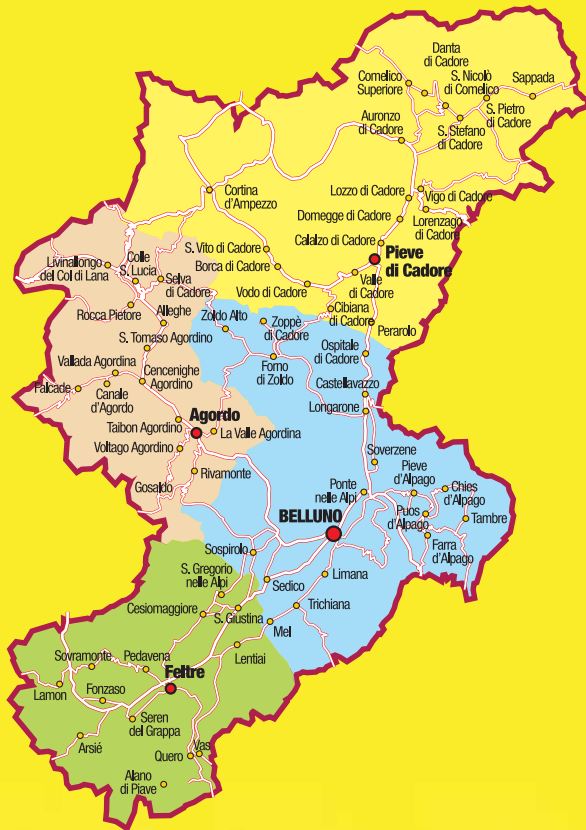 Danta
di Cadore
Comelico
Superiore
S. Nicolò
di Comelico
Sappada
Auronzo
di Cadore
S. Pietro
di Cadore
S. Stefano
di Cadore
Cortina
d'Ampezzo
Lozzo di Cadore
Vigo di Cadore
Domegge di Cadore
Lorenzago
di Cadore
Calalzo di Cadore
S. Vito di Cadore
Pieve
di Cadore
Borca di Cadore
Valle
di Cadore
Vodo di Cadore
Livinallongo
del Col di Lana
Colle
S. Lucia
Selva
di Cadore
Cibiana
di Cadore
Rocca Pietore
Alleghe
Zoldo Alto
Zoppè
di Cadore
Perarolo
S. Tomaso Agordino
Ospitale
di Cadore
Forno
di Zoldo
Vallada Agordina
Cencenighe
Agordino
Falcade
Canale
d'Agordo
Castellavazzo
Longarone
Agordo
Taibon Agordino
La Valle Agordina
Voltago Agordino
Soverzene
Rivamonte
Gosaldo
Ponte
nelle Alpi
Pieve
d'Alpago
Chies
d'Alpago
BELLUNO
Puos
d'Alpago
Tambre
Farra
d'Alpago
Sospirolo
S. Gregorio
nelle Alpi
Sedico
Limana
Cesiomaggiore
S. Giustina
Trichiana
Mel
Lentiai
Sovramonte
Pedavena
Feltre
Lamon
Fonzaso
Seren
del Grappa
Arsié
Vas
Quero
Alano
di Piave